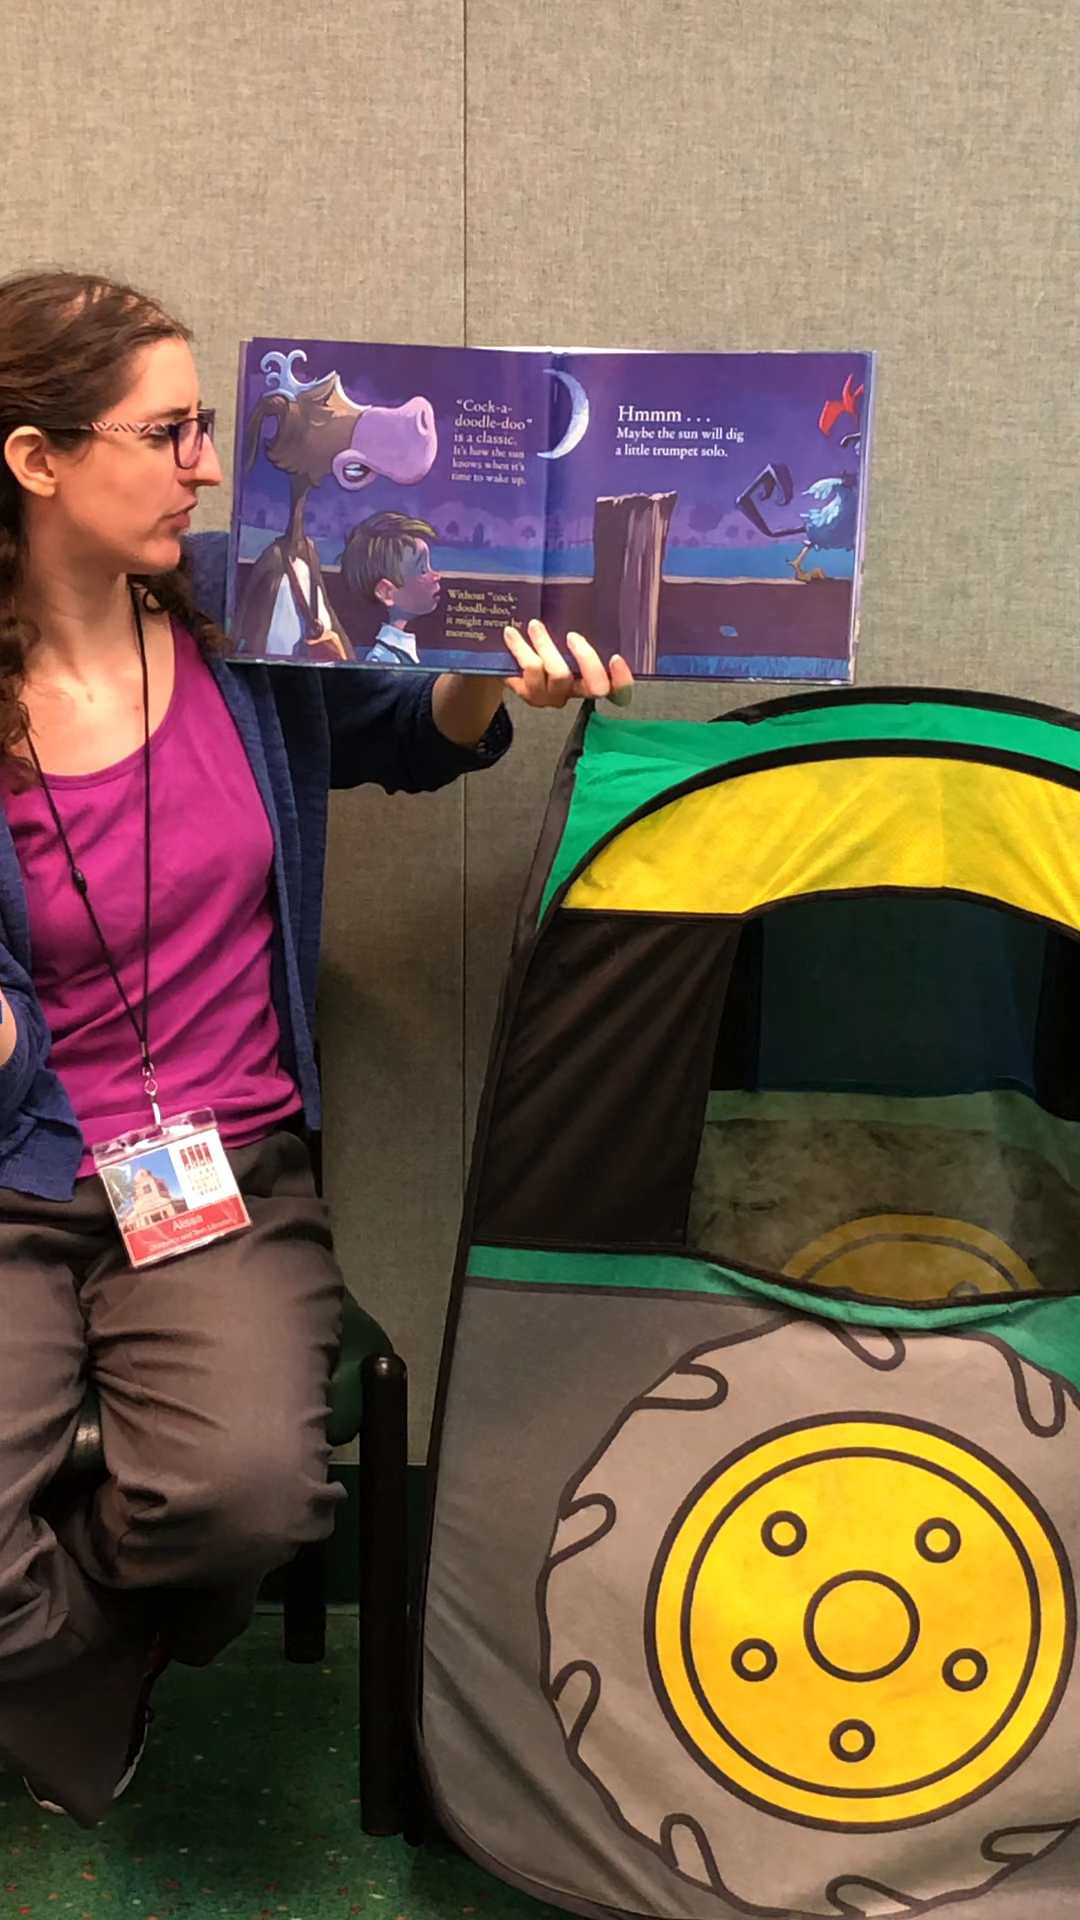 “Cock-a-
doodle-doo”
is a classic.
It’s how the sun
knows when it’s
time to wake up.
Without “cock-
a-doodle-doo,”
it might never be
morning.
Hmmm . . .
Maybe the sun will dig
a little trumpet solo.
Alissa